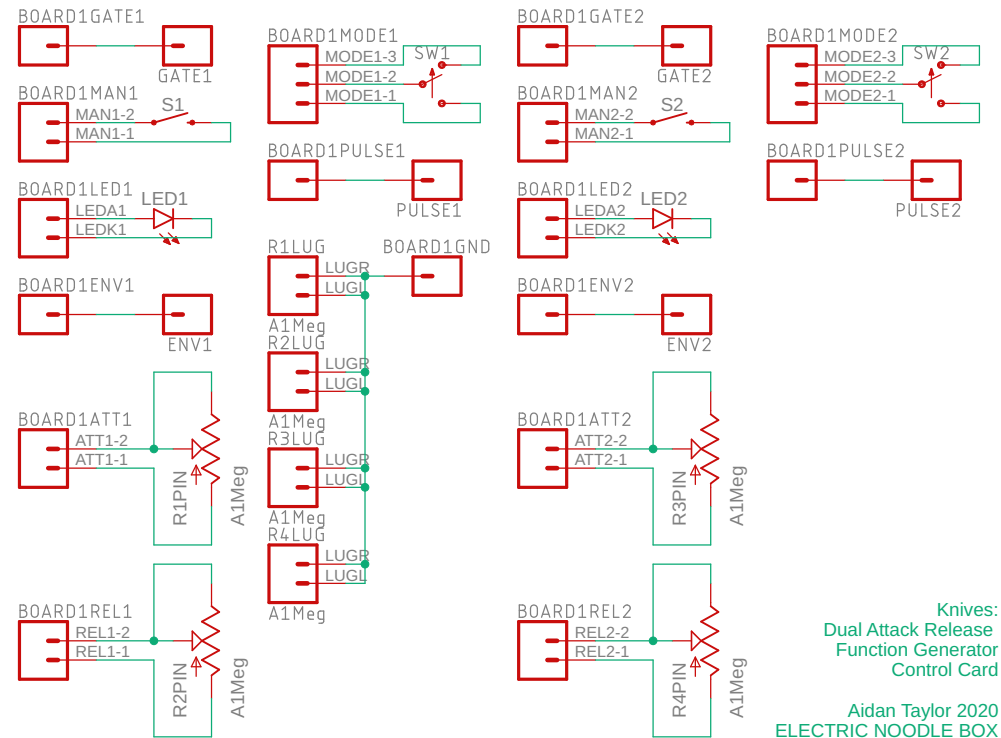 BOARD1GATE1
GATE1
BOARD1MAN1
MAN1-2
MAN1-1
S1
BOARD1LED1
LEDA1
LEDK1
LED1
BOARD1ENV1
ENV1
BOARD1ATT1
ATT1-2
ATT1-1
R1PIN
A1Meg
BOARD1REL1
REL1-2
REL1-1
R2PIN
A1Meg
BOARD1MODE1
MODE1-3
MODE1-2
MODE1-1
SW1
BOARD1PULSE1
PULSE1
R1LUG
LUGR
LUGL
A1Meg
BOARD1GND
R2LUG
LUGR
LUGL
A1Meg
R3LUG
LUGR
LUGL
A1Meg
R4LUG
LUGR
LUGL
A1Meg
BOARD1GATE2
GATE2
BOARD1MAN2
MAN2-2
MAN2-1
S2
BOARD1LED2
LEDA2
LEDK2
LED2
BOARD1ENV2
ENV2
BOARD1ATT2
ATT2-2
ATT2-1
R3PIN
A1Meg
BOARD1REL2
REL2-2
REL2-1
R4PIN
A1Meg
BOARD1MODE2
MODE2-3
MODE2-2
MODE2-1
SW2
BOARD1PULSE2
PULSE2
Knives:
Dual Attack Release
Function Generator
Control Card
Aidan Taylor 2020
ELECTRIC NOODLE BOX